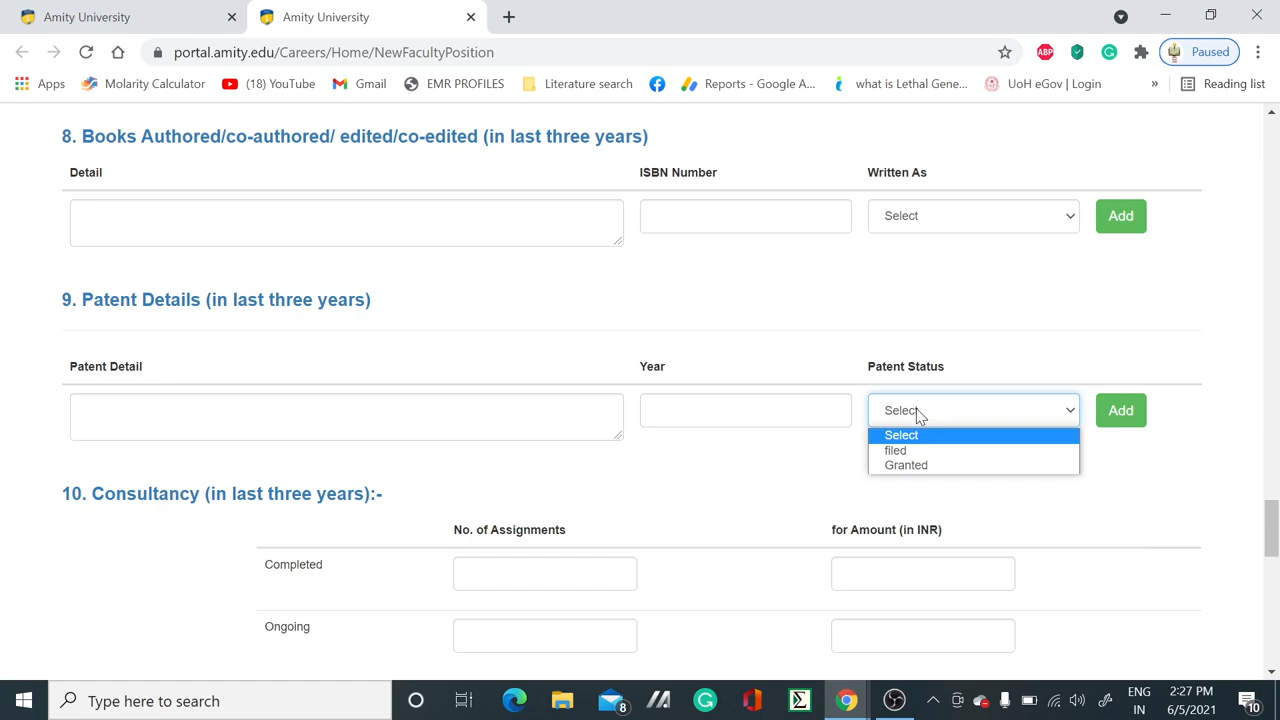 Amity University
Amity University
portal.amity.edu/Careers/Home/NewFacultyPosition
ABP
Paused
Apps
Molarity Calculator
(18) YouTube
Gmail
EMR PROFILES
Literature search
Reports - Google A...
what is Lethal Gene...
UoH eGov | Login
»
Reading list
8. Books Authored/co-authored/ edited/co-edited (in last three years)
Detail ISBN Number Written As
Select Add
9. Patent Details (in last three years)
Patent Detail Year Patent Status
Select Add
Select
filed
Granted
10. Consultancy (in last three years):-
No. of Assignments for Amount (in INR)
Completed
Ongoing
Type here to search
8
ENG
IN
2:27 PM
6/5/2021
10